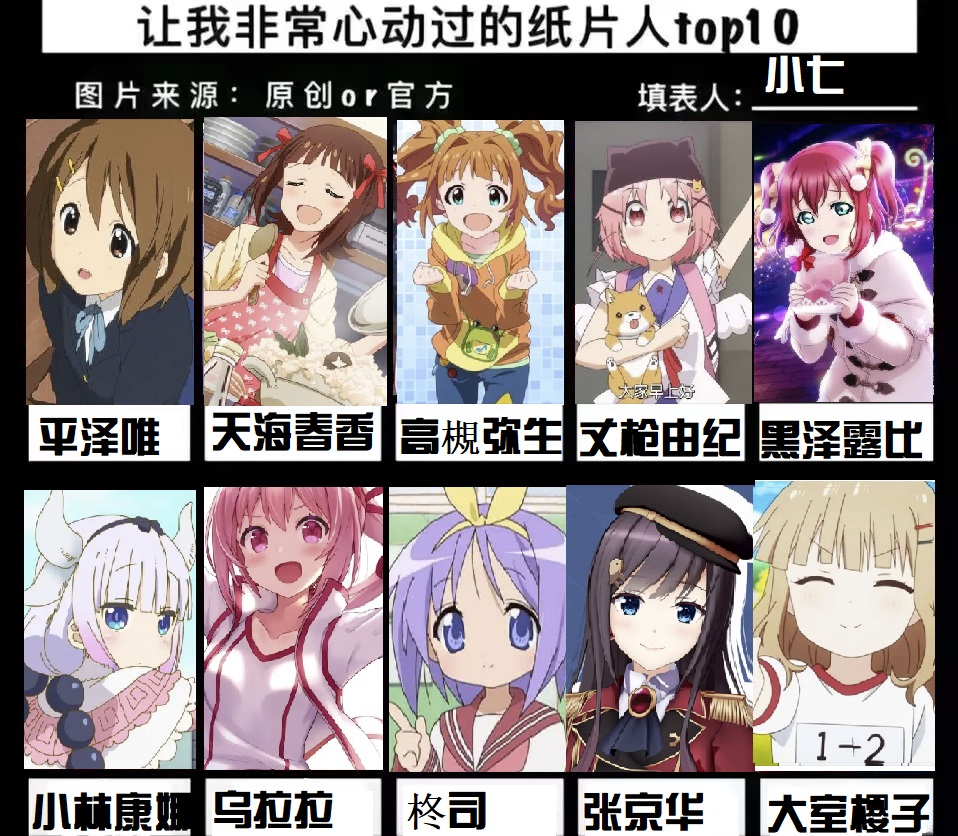 让我非常心动过的纸片人top10
图片来源：原创or官方
填表人：小七
大家早上好
平泽唯 天海春香 高槻弥生 丈枪由纪 黑泽露比
1+2
小林康娜 乌拉拉 柊司 张京华 大室樱子